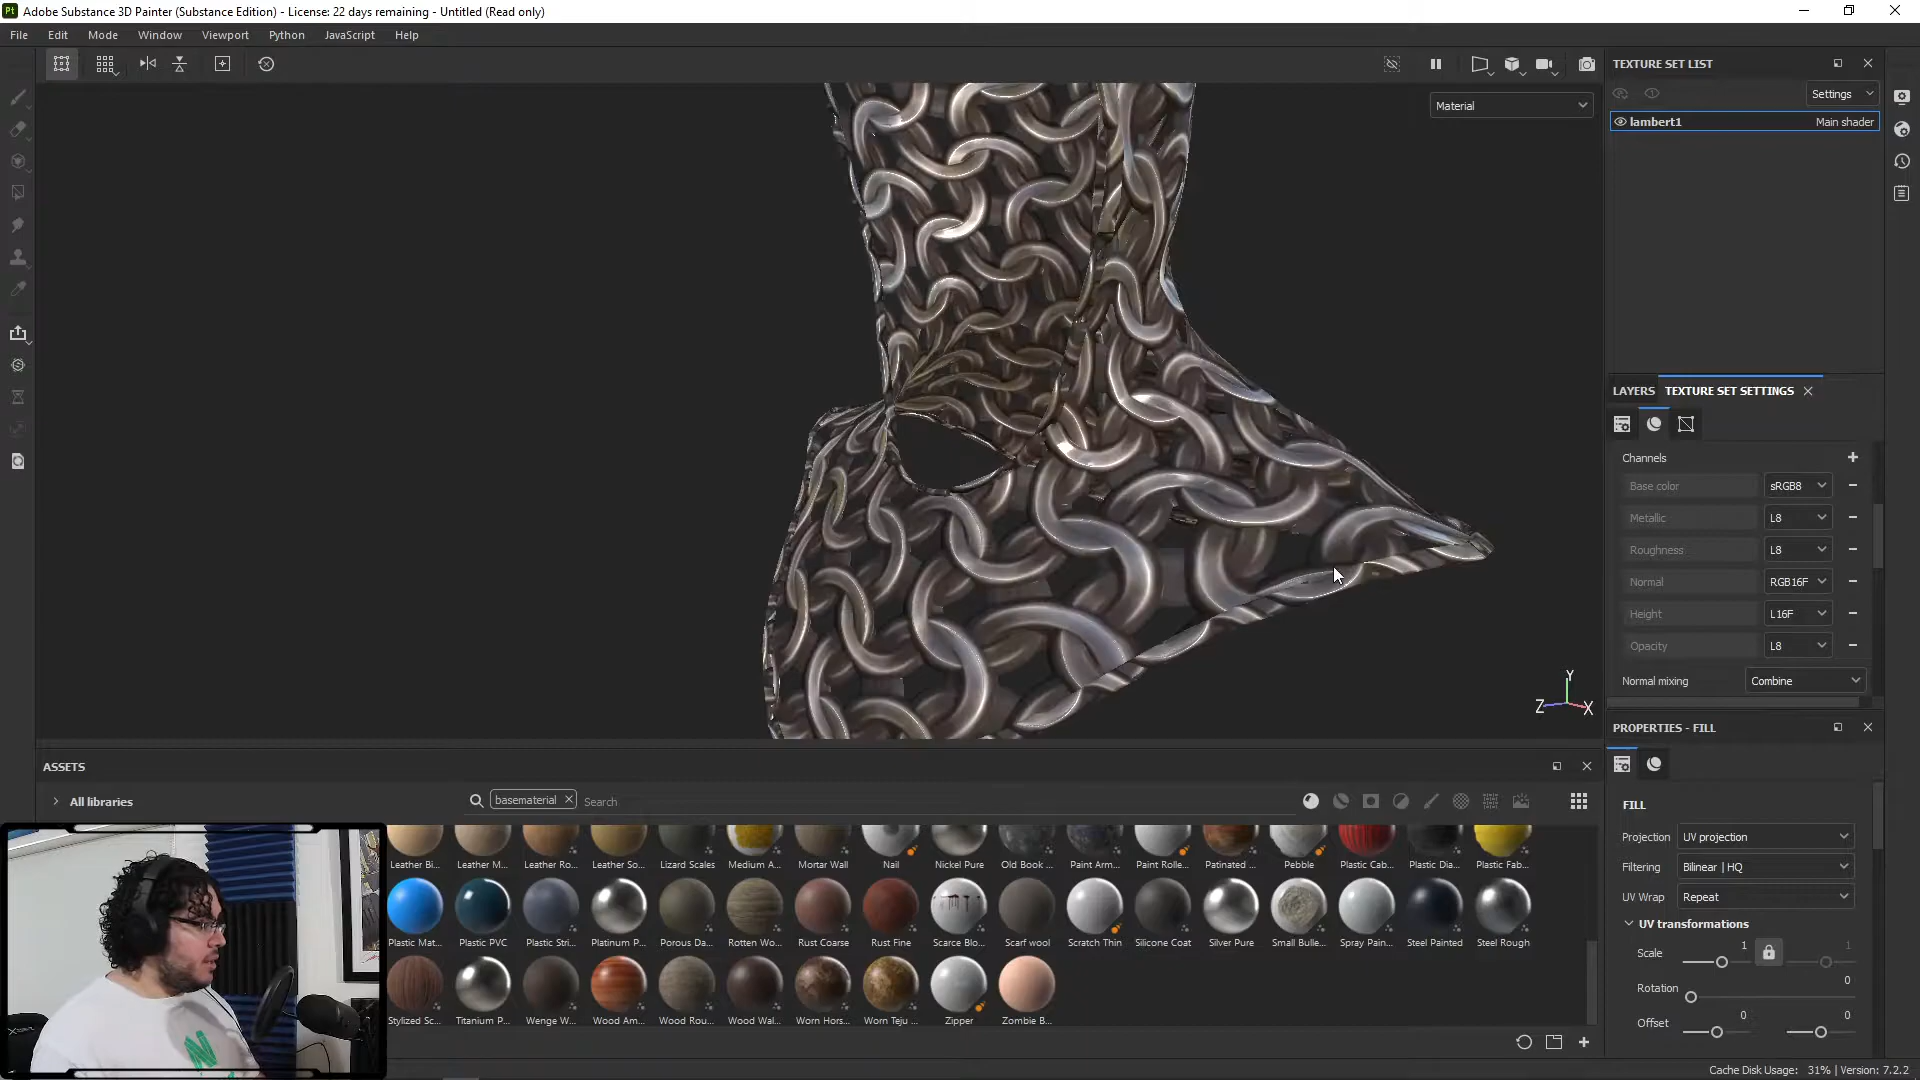 Pt Adobe Substance 3D Painter (Substance Edition) - License: 22 days remaining - Untitled (Read only)
File Edit Mode Window Viewport Python JavaScript Help
Material
TEXTURE SET LIST
Settings
lambert1 Main shader
LAYERS TEXTURE SET SETTINGS
Channels
Base color sRGB8
Metallic L8
Roughness L8
Normal RGB16F
Height L16F
Opacity L8
Normal mixing Combine
Y
Z X
PROPERTIES - FILL
FILL
Projection UV projection
Filtering Bilinear | HQ
UV Wrap Repeat
UV transformations
Scale 1 1
Rotation 0
Offset 0 0
ASSETS
All libraries
basematerial Search
Leather Bi... Leather M... Leather Ro... Leather So... Lizard Scales Medium A... Mortar Wall Nail Nickel Pure Old Book ... Paint Arm... Paint Rolle... Patinated ... Pebble Plastic Cab... Plastic Dia... Plastic Fab...
Plastic Mat... Plastic PVC Plastic Stri... Platinum P... Porous Da... Rotten Wo... Rust Coarse Rust Fine Scarce Blo... Scarf wool Scratch Thin Silicone Coat Silver Pure Small Bulle... Spray Pain... Steel Painted Steel Rough
Stylized Sc... Titanium P... Wenge W... Wood Am... Wood Rou... Wood Wal... Worn Hors... Worn Teju ... Zipper Zombie B...
N
Cache Disk Usage: 31% | Version: 7.2.2